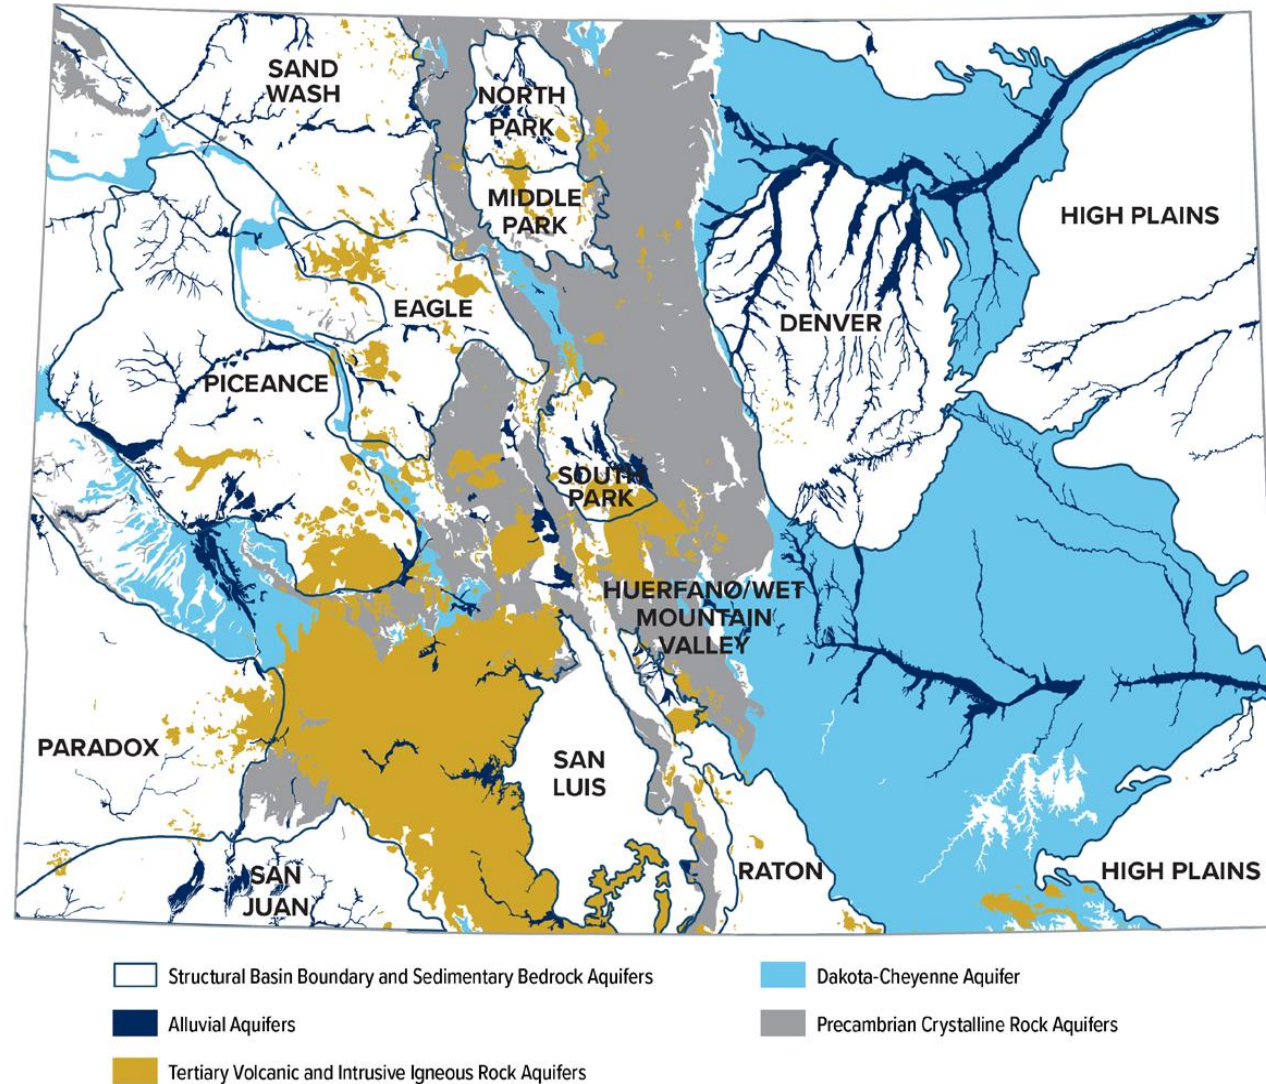 SAND
WASH
NORTH
PARK
MIDDLE
PARK
HIGH PLAINS
EAGLE
DENVER
PICEANCE
SOUTH
PARK
HUERFANO/WET
MOUNTAIN
VALLEY
PARADOX
SAN
LUIS
SAN
JUAN
RATON
HIGH PLAINS
Structural Basin Boundary and Sedimentary Bedrock Aquifers
Alluvial Aquifers
Tertiary Volcanic and Intrusive Igneous Rock Aquifers
Dakota-Cheyenne Aquifer
Precambrian Crystalline Rock Aquifers